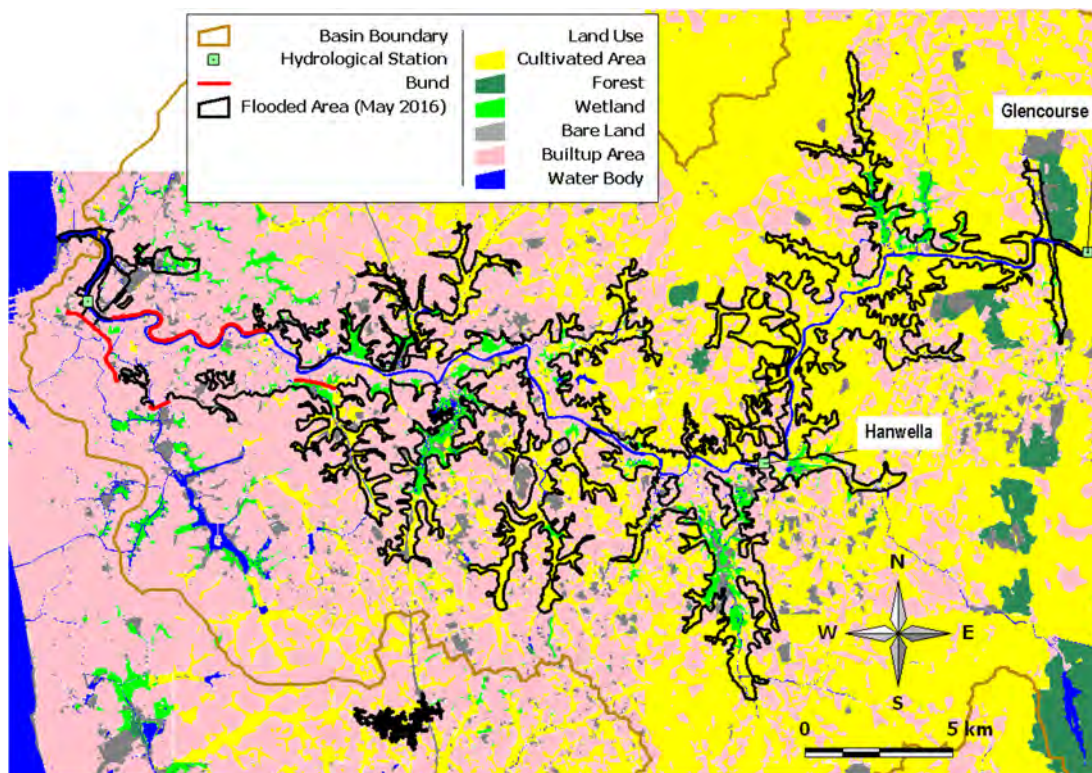 Basin Boundary
Hydrological Station
Bund
Flooded Area (May 2016)
Land Use
Cultivated Area
Forest
Wetland
Bare Land
Builtup Area
Water Body
Glencourse
Hanwella
N
W E
S
0 5 km